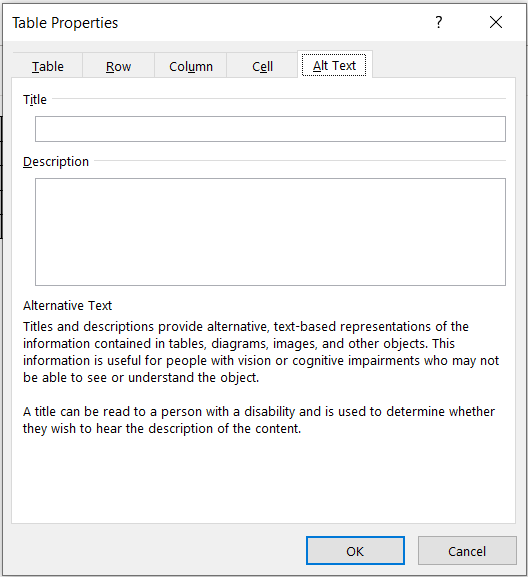 Table Properties
?
Table Row Column Cell Alt Text
Title
Description
Alternative Text
Titles and descriptions provide alternative, text-based representations of the
information contained in tables, diagrams, images, and other objects. This
information is useful for people with vision or cognitive impairments who may not
be able to see or understand the object.
A title can be read to a person with a disability and is used to determine whether
they wish to hear the description of the content.
OK Cancel